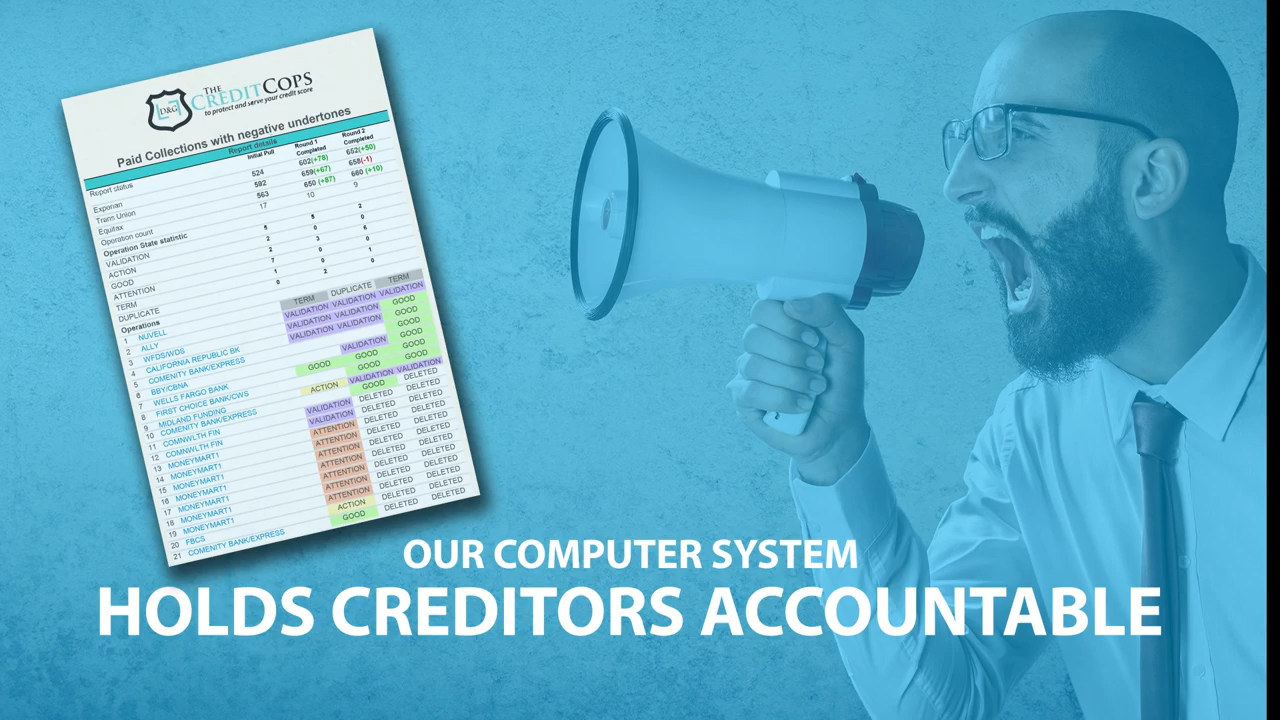 THE
CREDITCOPS
D&G
to protect and serve your credit score
Paid Collections with negative undertones
Report details
Initial Pull Round 1 Completed Round 2 Completed
Report status
Experian 524 602(+78) 652(+50)
Trans Union 592 659(+67) 658(-1)
Equifax 563 650 (+87) 660 (+10)
Operation count 17 10 9
Operation State statistic
VALIDATION 5 5 2
ACTION 2 0 0
GOOD 2 3 6
ATTENTION 7 0 0
TERM 1 0 1
DUPLICATE 0 2 0
Operations
1 NUVELL TERM DUPLICATE TERM
2 ALLY VALIDATION VALIDATION VALIDATION
3 WFDS/WDS VALIDATION VALIDATION GOOD
4 CALIFORNIA REPUBLIC BK VALIDATION VALIDATION GOOD
5 COMENITY BANK/EXPRESS GOOD
6 BBY/CBNA VALIDATION GOOD
7 WELLS FARGO BANK GOOD GOOD GOOD
8 FIRST CHOICE BANK/CWS GOOD GOOD
9 MIDLAND FUNDING ACTION VALIDATION VALIDATION
10 COMENITY BANK/EXPRESS GOOD DELETED
11 COMNWLTH FIN VALIDATION DELETED DELETED
12 COMNWLTH FIN VALIDATION DELETED DELETED
13 MONEYMART1 ATTENTION DELETED DELETED
14 MONEYMART1 ATTENTION DELETED DELETED
15 MONEYMART1 ATTENTION DELETED DELETED
16 MONEYMART1 ATTENTION DELETED DELETED
17 MONEYMART1 ATTENTION DELETED DELETED
18 MONEYMART1 ATTENTION DELETED DELETED
19 MONEYMART1 ATTENTION DELETED DELETED
20 FBCS ACTION DELETED DELETED
21 COMENITY BANK/EXPRESS GOOD DELETED DELETED
OUR COMPUTER SYSTEM
HOLDS CREDITORS ACCOUNTABLE